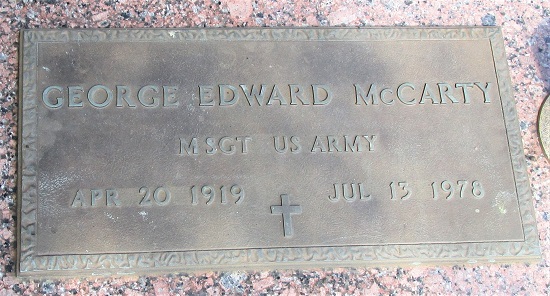 GEORGE EDWARD McCARTY
MSGT US ARMY
APR 20 1919 JUL 13 1978